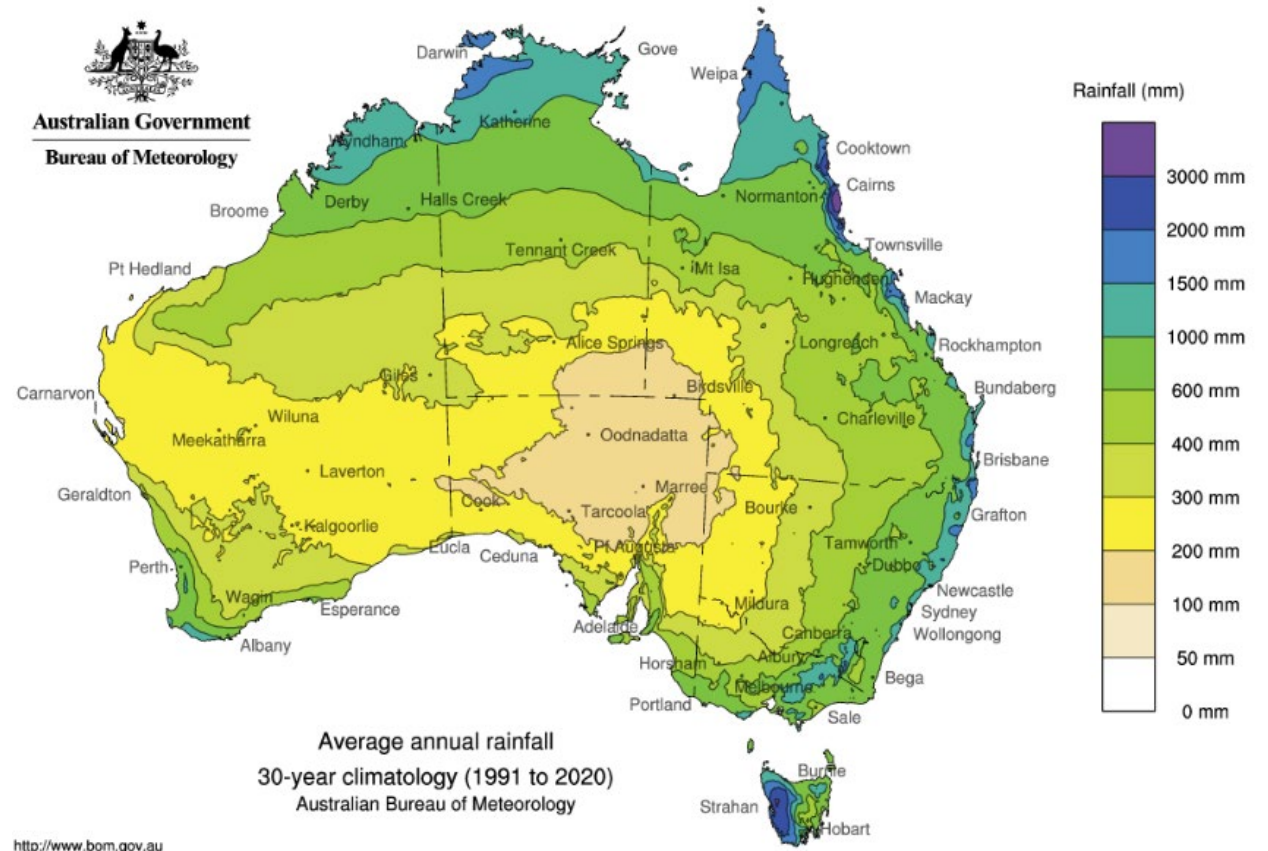 Australian Government
Bureau of Meteorology
Darwin
Gove
Weipa
Wyndham
Katherine
Cooktown
Cairns
Broome
Derby
Halls Creek
Normanton
Townsville
Tennant Creek
Pt Hedland
Mt Isa
Hughenden
Mackay
Alice Springs
Longreach
Rockhampton
Giles
Birdsville
Bundaberg
Carnarvon
Wiluna
Charleville
Meekatharra
Oodnadatta
Brisbane
Laverton
Geraldton
Marree
Cook
Tarcoola
Bourke
Grafton
Kalgoorlie
Eucla
Ceduna
Pt Augusta
Tamworth
Dubbo
Perth
Wagin
Esperance
Mildura
Newcastle
Sydney
Wollongong
Adelaide
Canberra
Albany
Horsham
Albury
Melbourne
Bega
Portland
Sale
Burnie
Strahan
Hobart
Rainfall (mm)
3000 mm
2000 mm
1500 mm
1000 mm
600 mm
400 mm
300 mm
200 mm
100 mm
50 mm
0 mm
Average annual rainfall
30-year climatology (1991 to 2020)
Australian Bureau of Meteorology
http://www.bom.gov.au